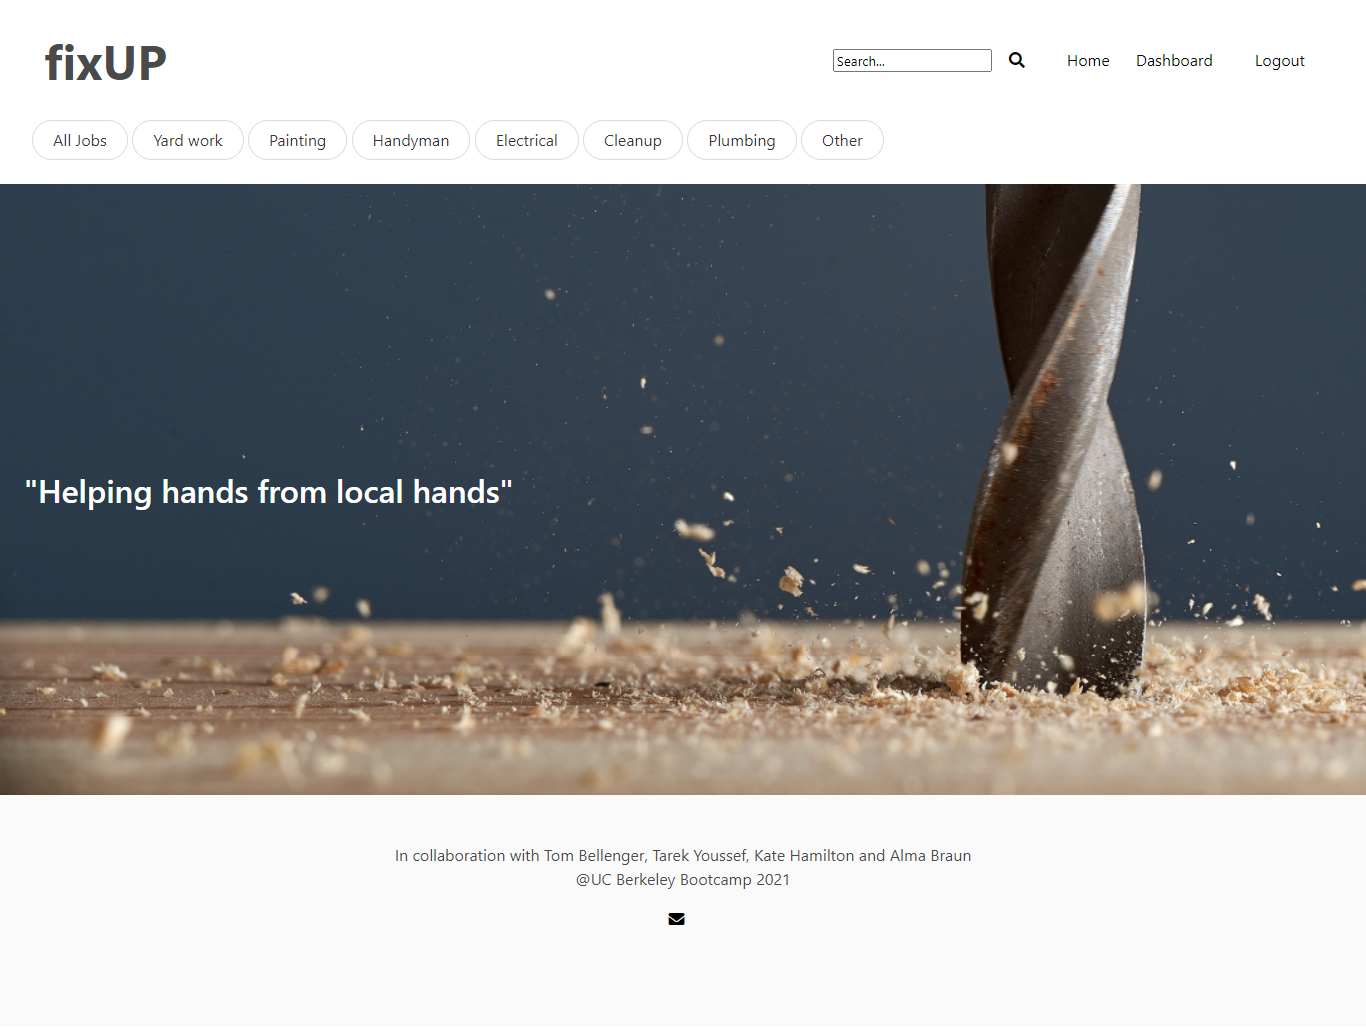 fixUP
Search...
Home
Dashboard
Logout
All Jobs
Yard work
Painting
Handyman
Electrical
Cleanup
Plumbing
Other
"Helping hands from local hands"
In collaboration with Tom Bellenger, Tarek Youssef, Kate Hamilton and Alma Braun
@UC Berkeley Bootcamp 2021